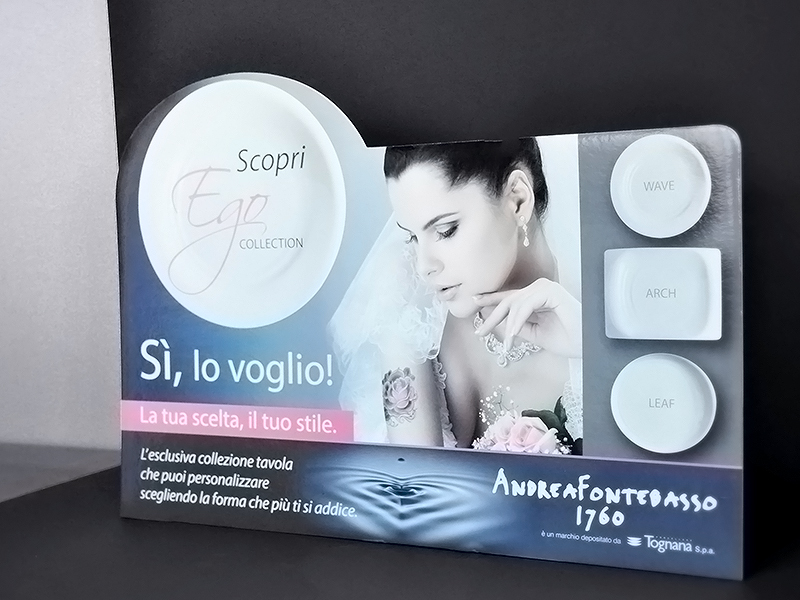 Scopri
Ego
COLLECTION
Sì, lo voglio!
La tua scelta, il tuo stile.
L'esclusiva collezione tavola
che puoi personalizzare
scegliendo la forma che più ti si addice.
WAVE
ARCH
LEAF
ANDREAFONTEBASSO
1760
è un marchio depositato da Tognana S.p.a.